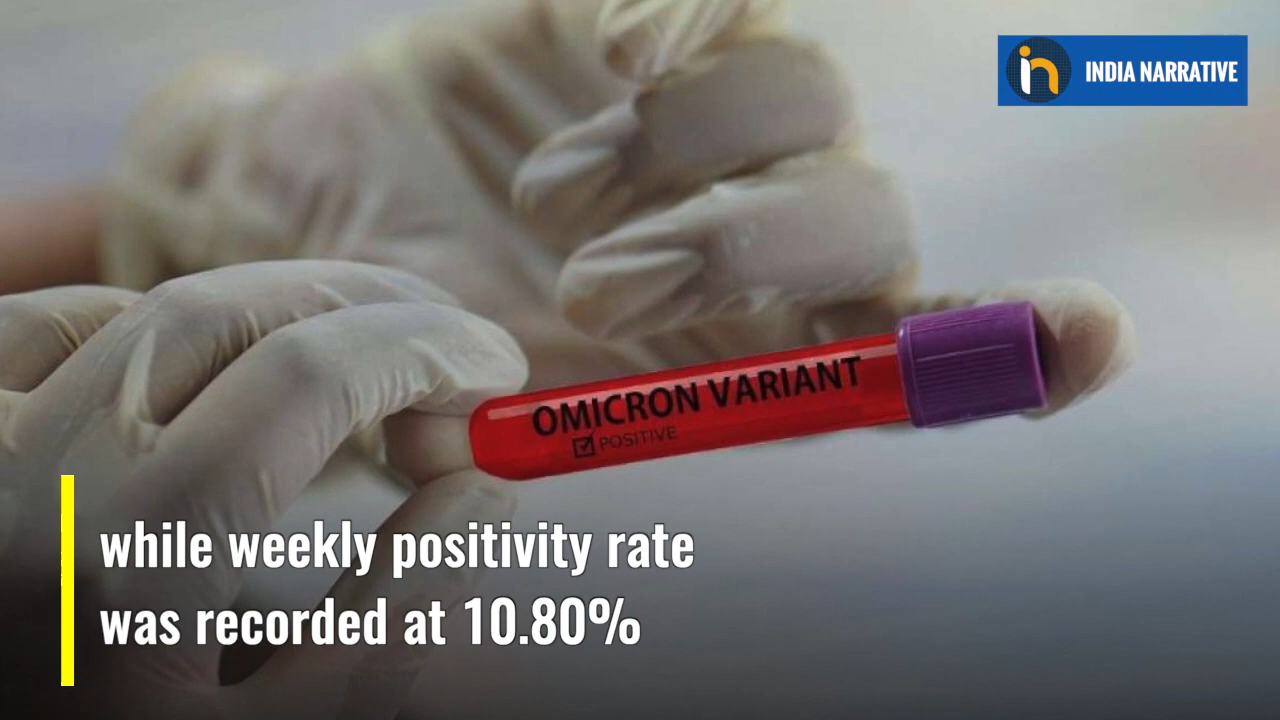 INDIA NARRATIVE
OMICRON VARIANT
POSITIVE
while weekly positivity rate
was recorded at 10.80%